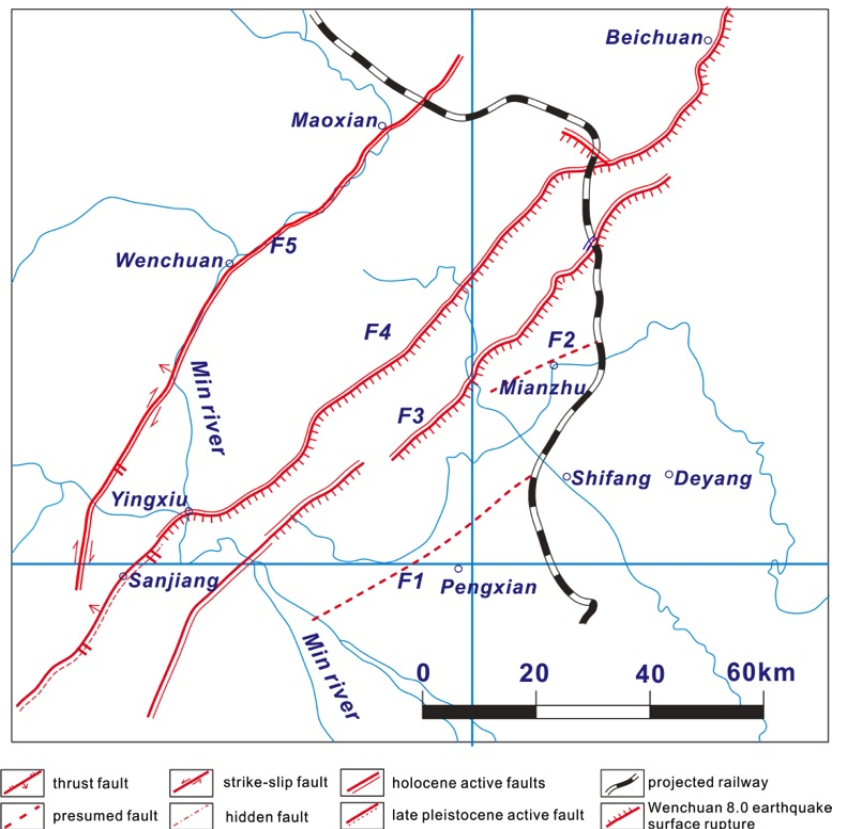 Beichuan
Maoxian
Wenchuan
F5
F4
F2
Min river
Mianzhu
F3
Shifang
Deyang
Yingxiu
Sanjiang
F1
Pengxian
Min river
0 20 40 60km
thrust fault
strike-slip fault
holocene active faults
projected railway
presumed fault
hidden fault
late pleistocene active fault
Wenchuan 8.0 earthquake
surface rupture